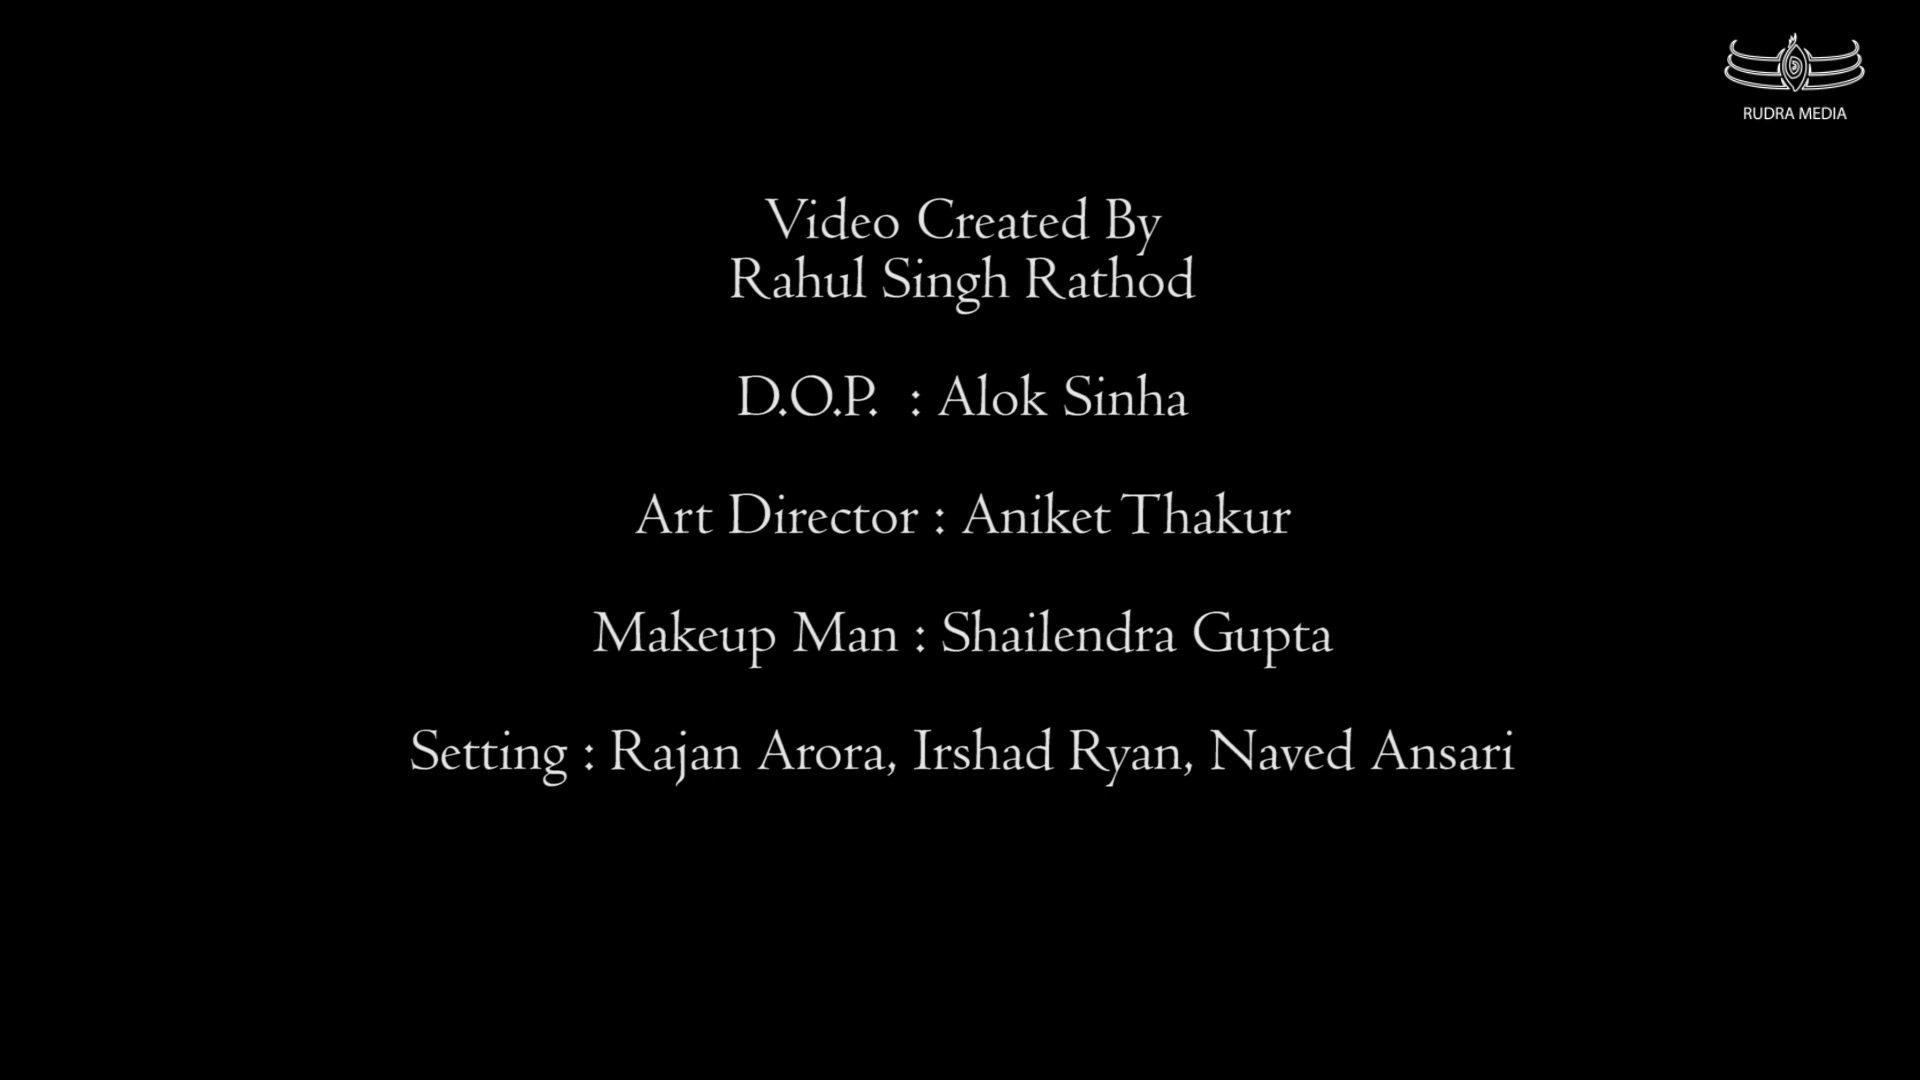 RUDRA MEDIA
Video Created By
Rahul Singh Rathod
D.O.P. : Alok Sinha
Art Director : Aniket Thakur
Makeup Man : Shailendra Gupta
Setting : Rajan Arora, Irshad Ryan, Naved Ansari